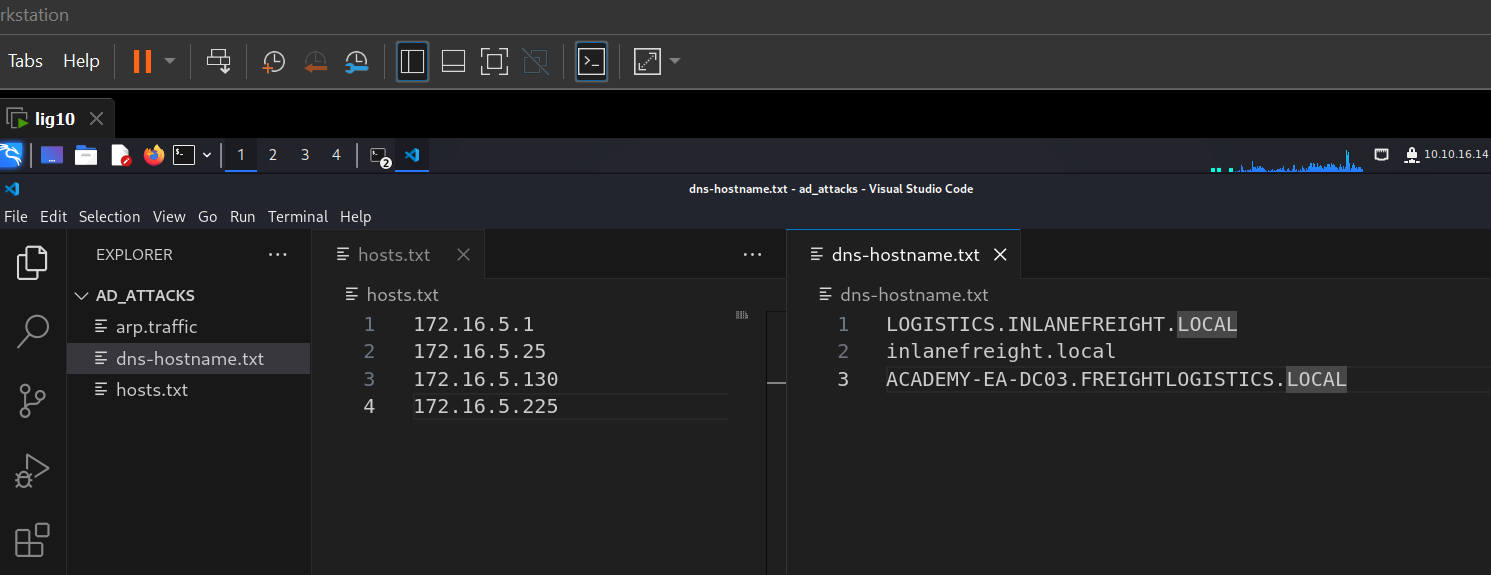 rkstation
Tabs Help
lig10
1 2 3 4 2 10.10.16.14
dns-hostname.txt - ad_attacks - Visual Studio Code
File Edit Selection View Go Run Terminal Help
EXPLORER
AD_ATTACKS
arp.traffic
dns-hostname.txt
hosts.txt
hosts.txt
hosts.txt
1 172.16.5.1
2 172.16.5.25
3 172.16.5.130
4 172.16.5.225
dns-hostname.txt
dns-hostname.txt
1 LOGISTICS.INLANEFREIGHT.LOCAL
2 inlanefreight.local
3 ACADEMY-EA-DC03.FREIGHTLOGISTICS.LOCAL